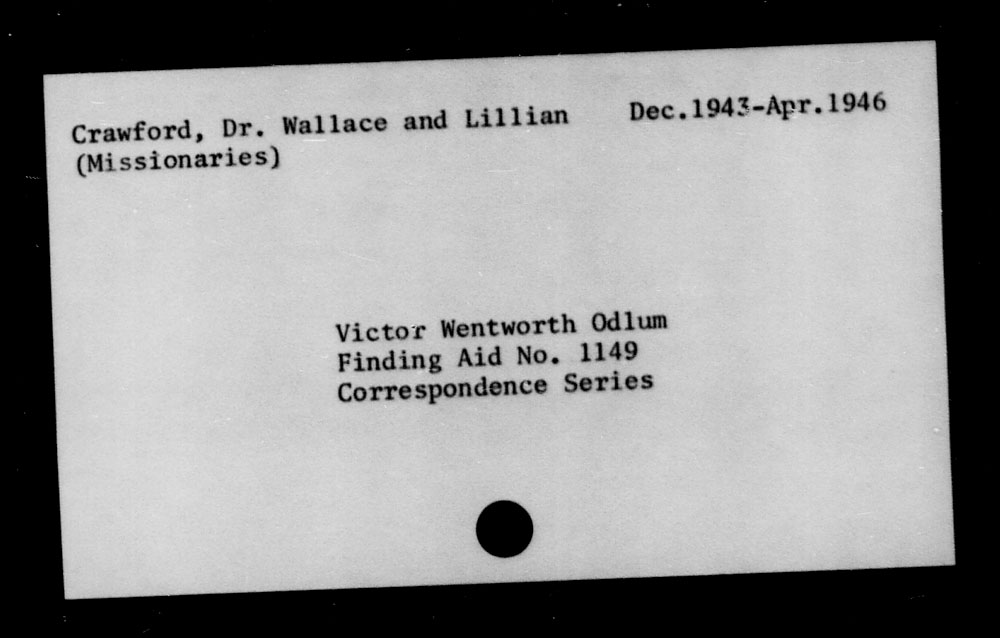 Crawford, Dr. Wallace and Lillian Dec.1943-Apr.1946
(Missionaries)
Victor Wentworth Odlum
Finding Aid No. 1149
Correspondence Series